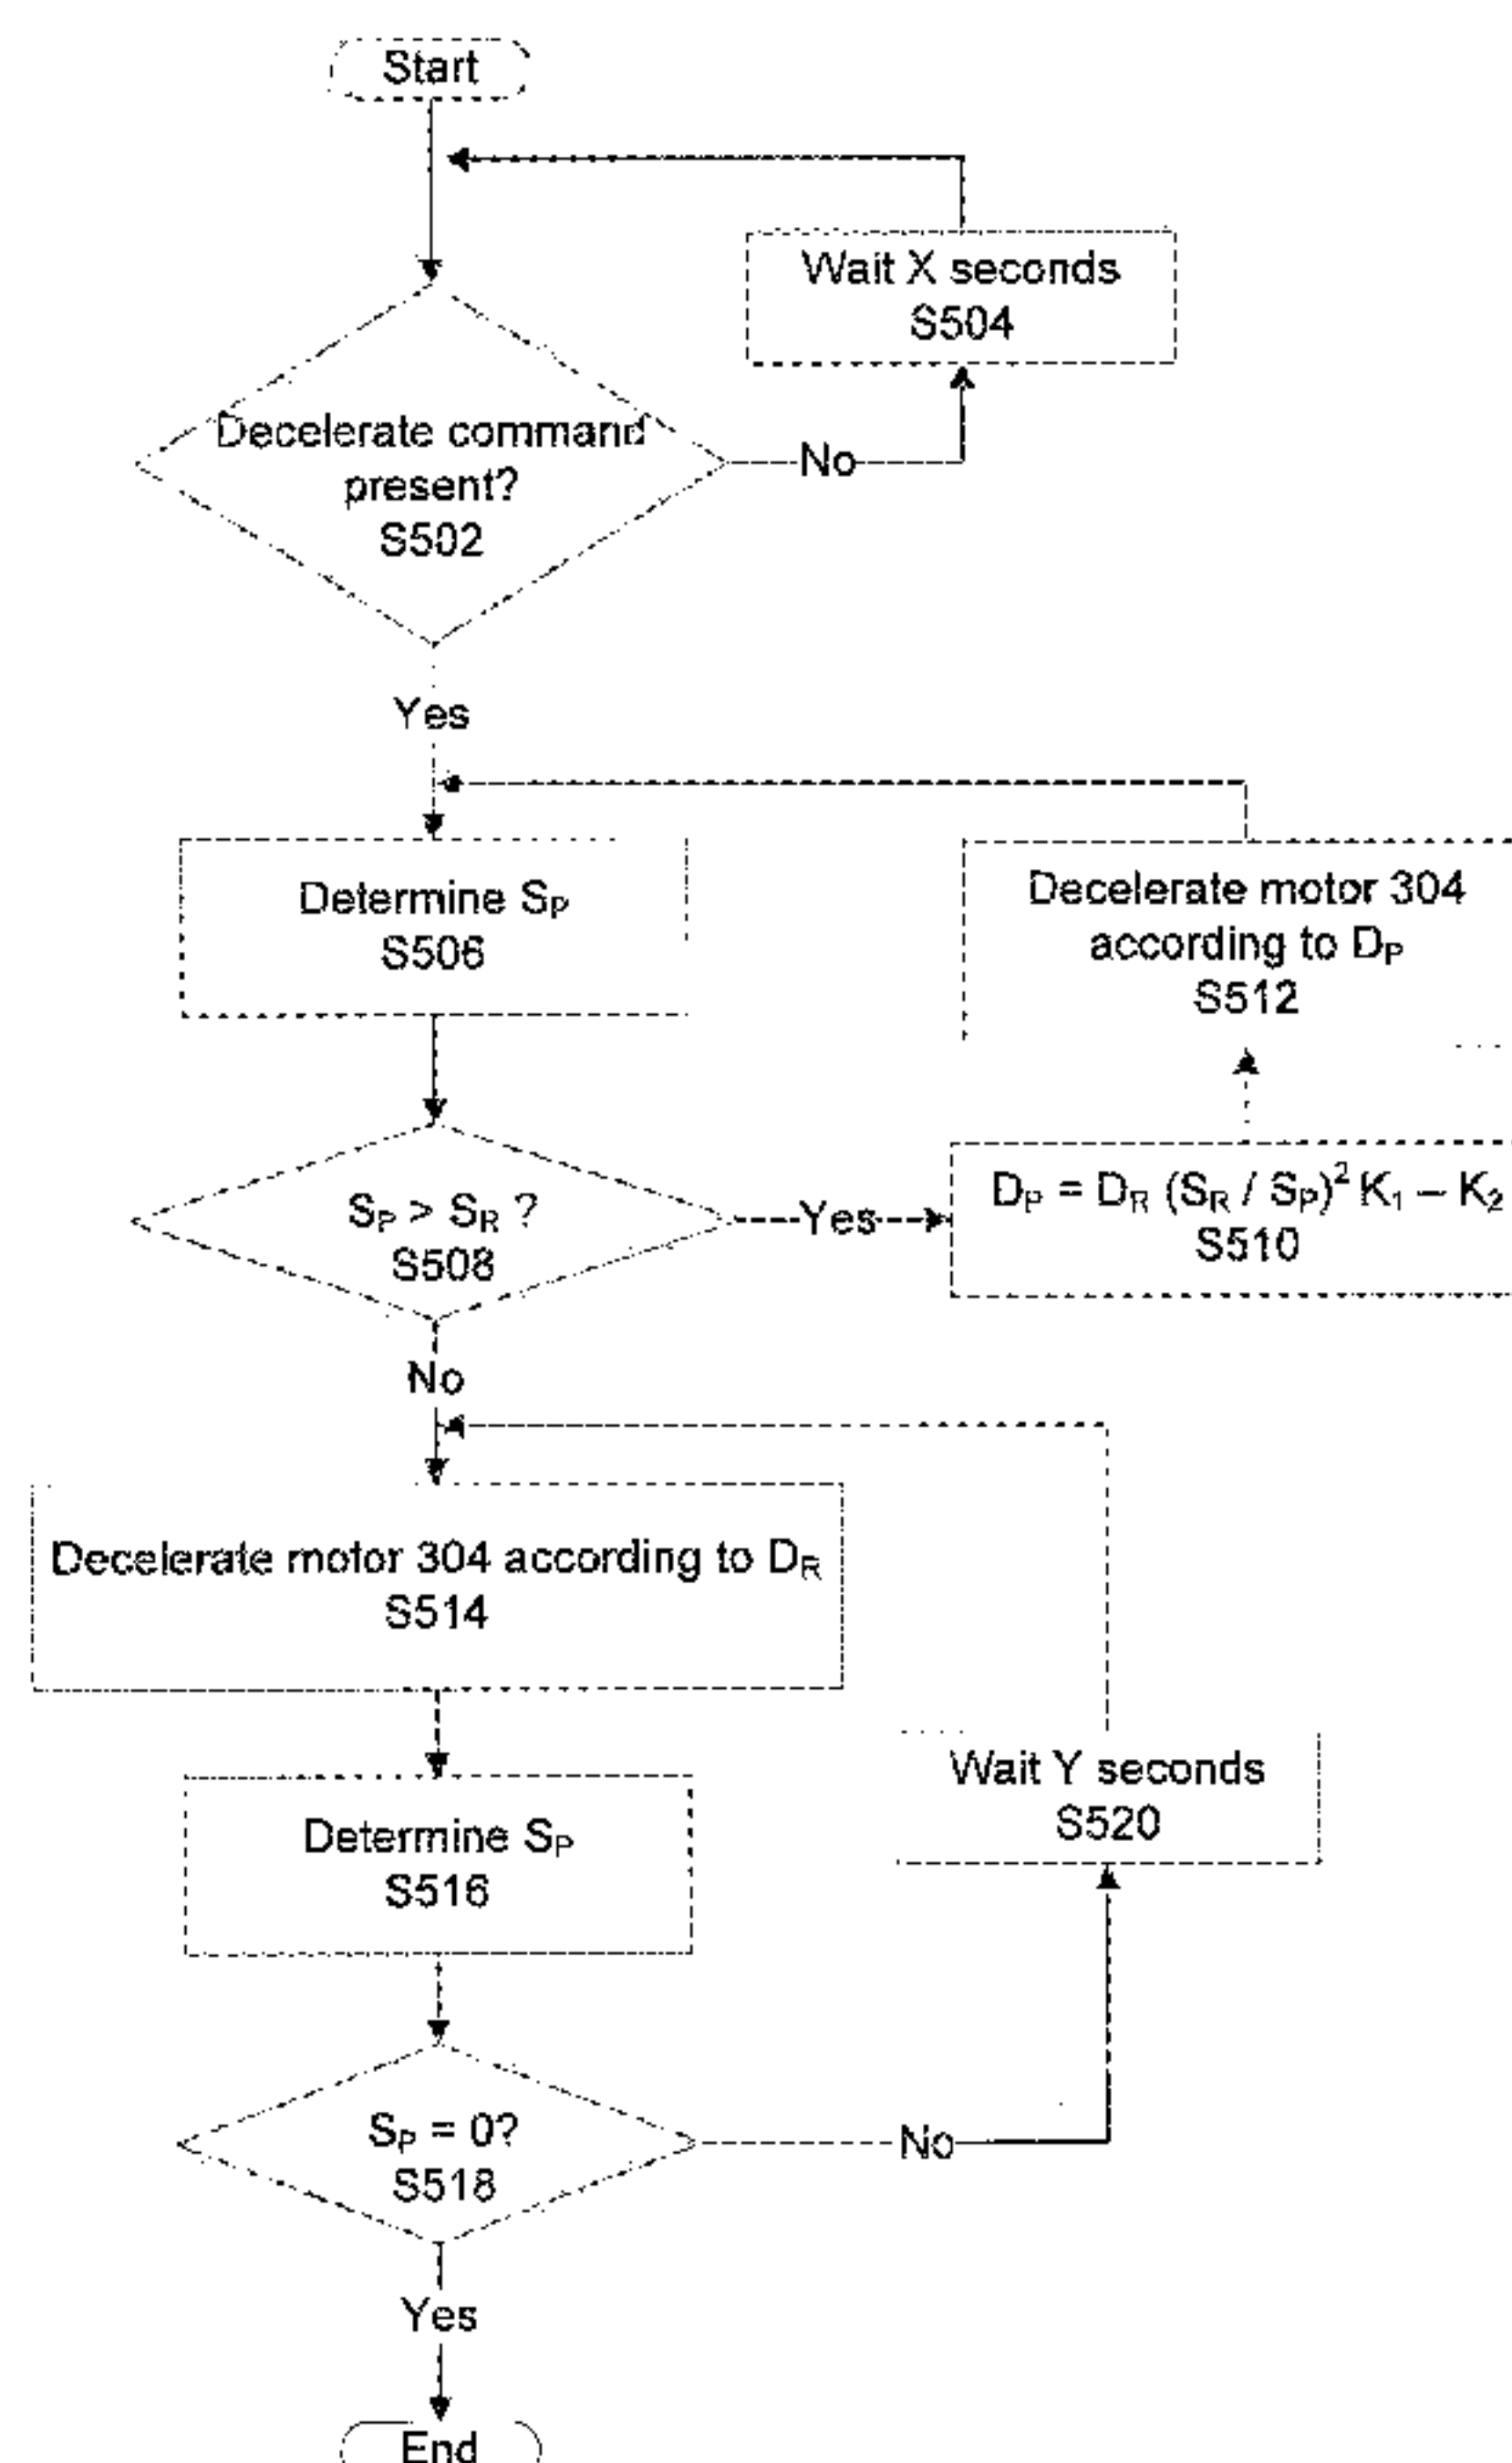 Start
Wait X seconds
S504
Decelerate command
present?
S502
No
Yes
Determine S_P
S506
Decelerate motor 304
according to D_P
S512
S_P > S_R ?
S508
Yes
D_P = D_R (S_R / S_P)² K₁ – K₂
S510
No
Decelerate motor 304 according to D_R
S514
Wait Y seconds
S520
Determine S_P
S516
S_P = 0?
S518
No
Yes
End